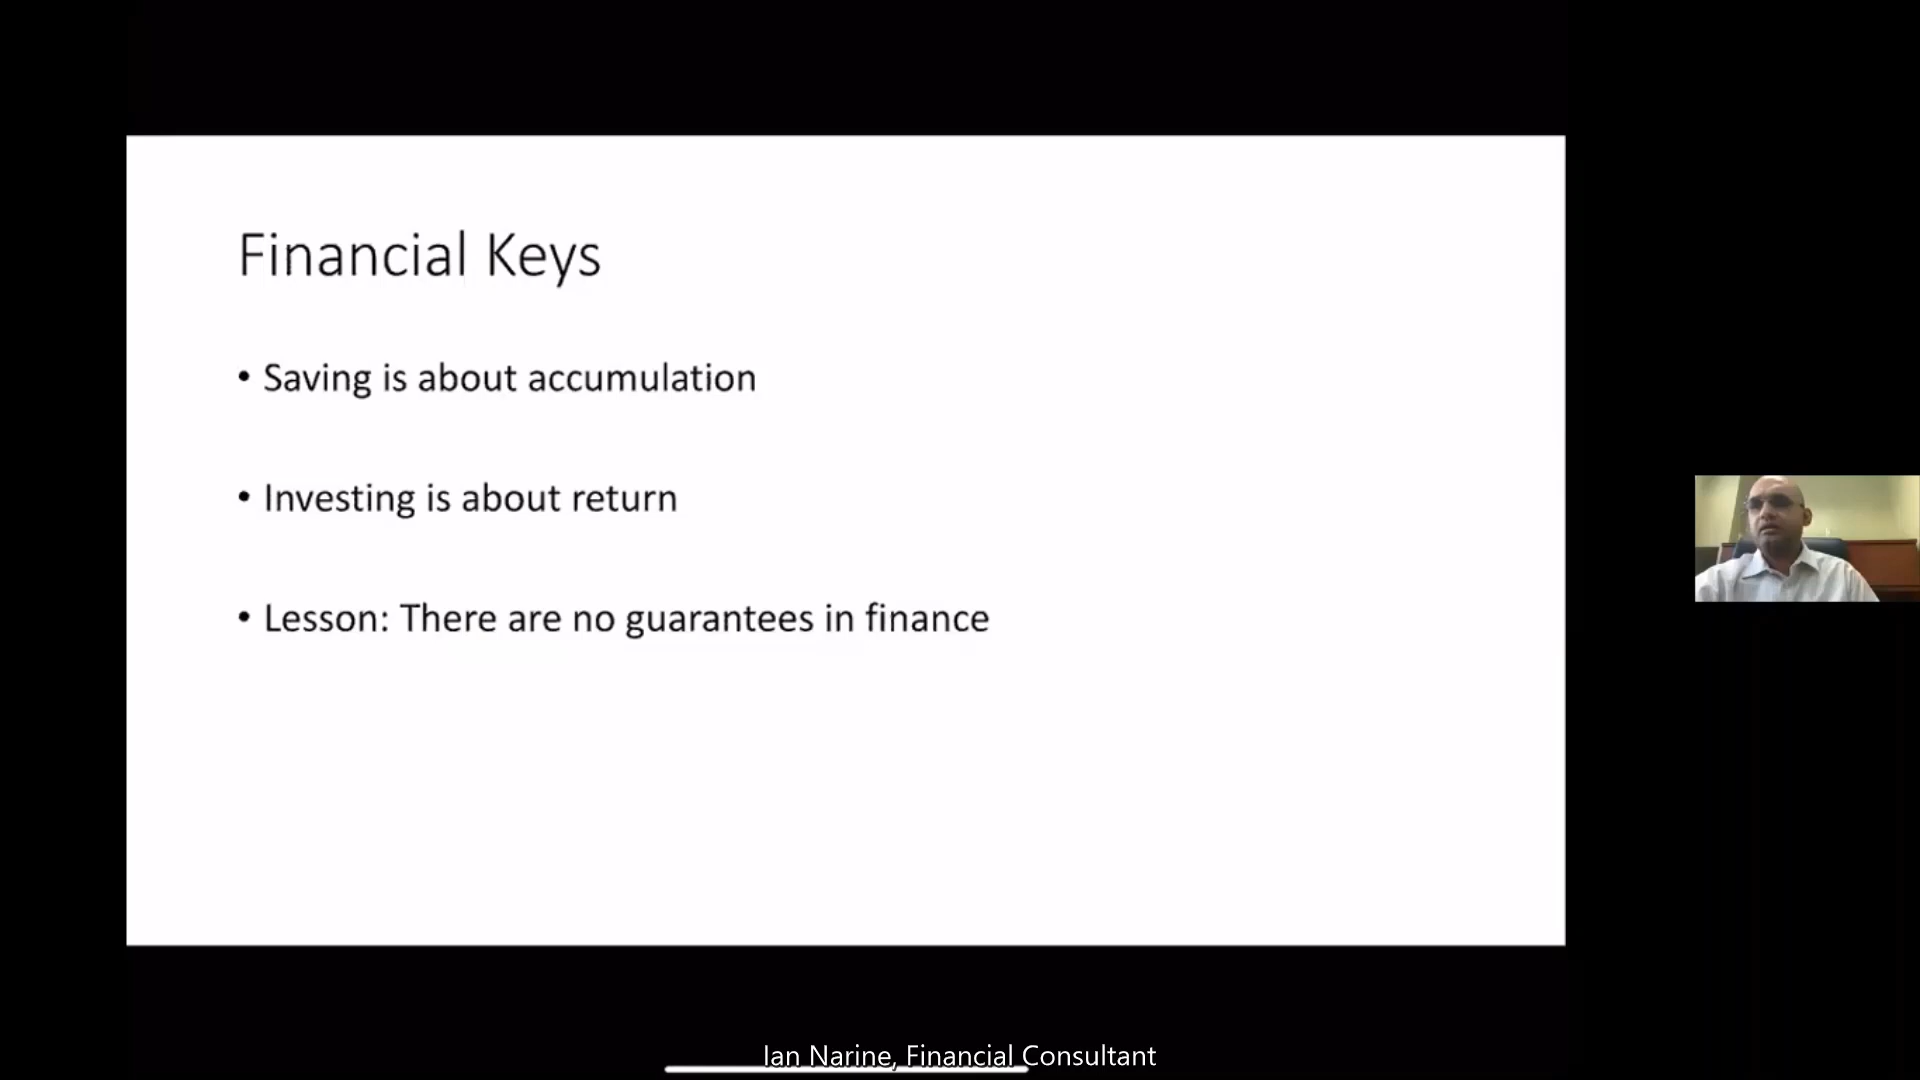 Financial Keys
• Saving is about accumulation
• Investing is about return
• Lesson: There are no guarantees in finance
Ian Narine, Financial Consultant